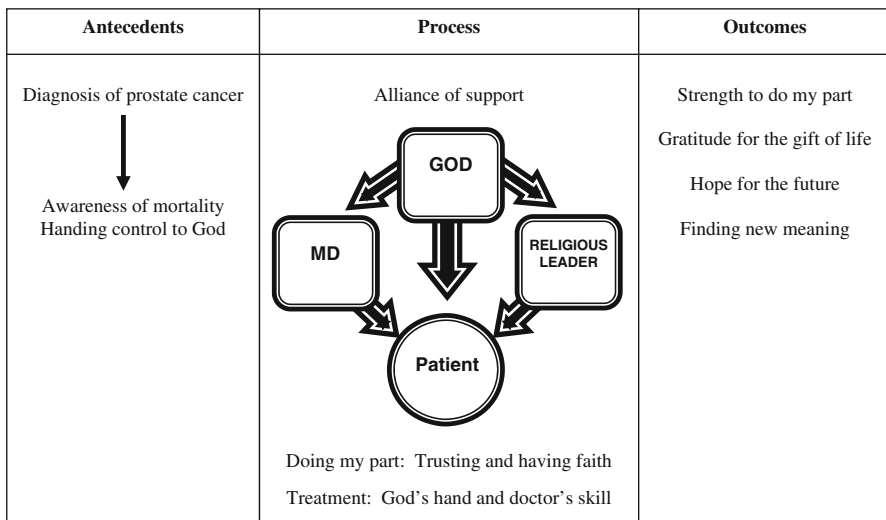 Antecedents
Process
Outcomes
Diagnosis of prostate cancer
Awareness of mortality
Handing control to God
Alliance of support
GOD
MD
RELIGIOUS
LEADER
Patient
Doing my part: Trusting and having faith
Treatment: God's hand and doctor's skill
Strength to do my part
Gratitude for the gift of life
Hope for the future
Finding new meaning